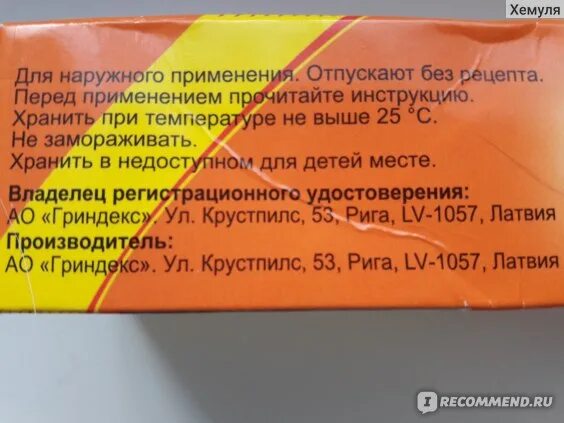 Хемуля
Для наружного применения. Отпускают без рецепта.
Перед применением прочитайте инструкцию.
Хранить при температуре не выше 25 °С.
Не замораживать.
Хранить в недоступном для детей месте.
Владелец регистрационного удостоверения:
АО «Гриндекс». Ул. Крустпилс, 53, Рига, LV-1057, Латвия
Производитель:
АО «Гриндекс». Ул. Крустпилс, 53, Рига, LV-1057, Латвия
I RECOMMEND.RU